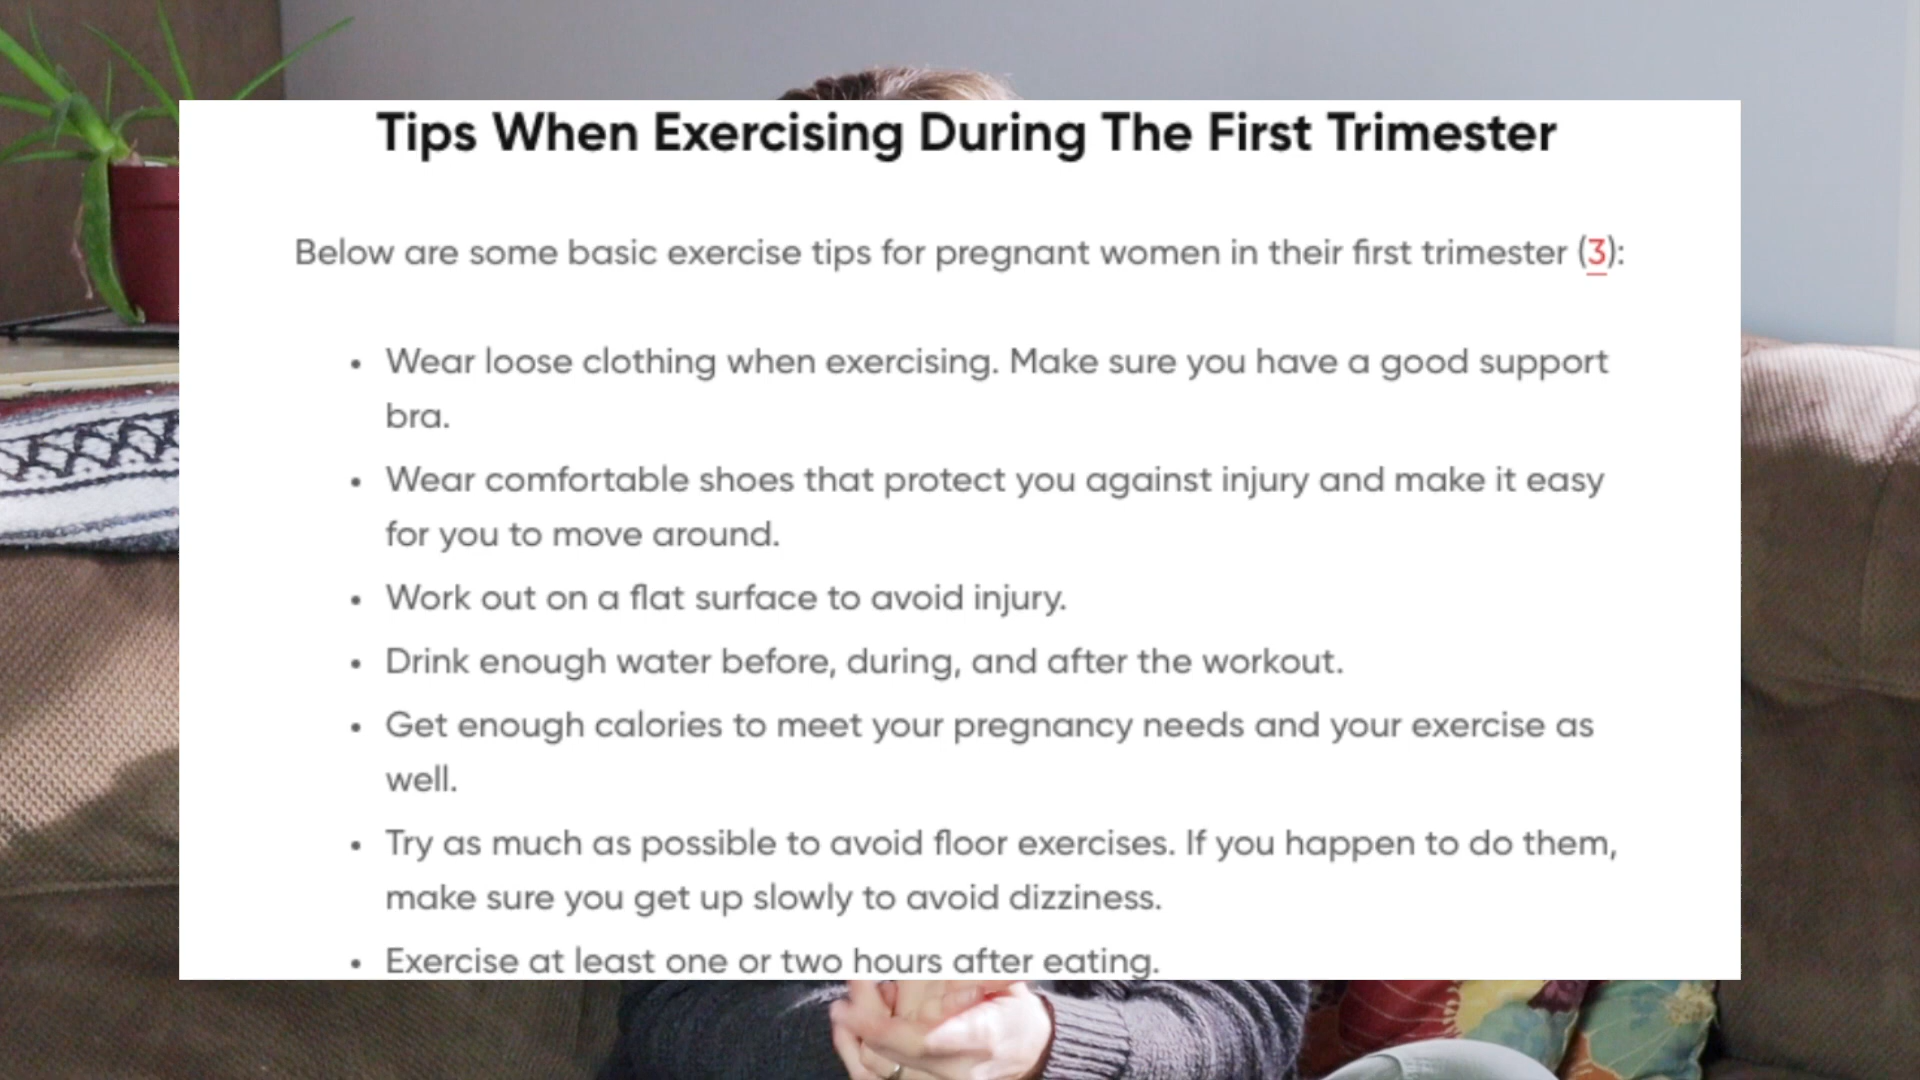 Tips When Exercising During The First Trimester
Below are some basic exercise tips for pregnant women in their first trimester (3):
• Wear loose clothing when exercising. Make sure you have a good support
bra.
• Wear comfortable shoes that protect you against injury and make it easy
for you to move around.
• Work out on a flat surface to avoid injury.
• Drink enough water before, during, and after the workout.
• Get enough calories to meet your pregnancy needs and your exercise as
well.
• Try as much as possible to avoid floor exercises. If you happen to do them,
make sure you get up slowly to avoid dizziness.
• Exercise at least one or two hours after eating.